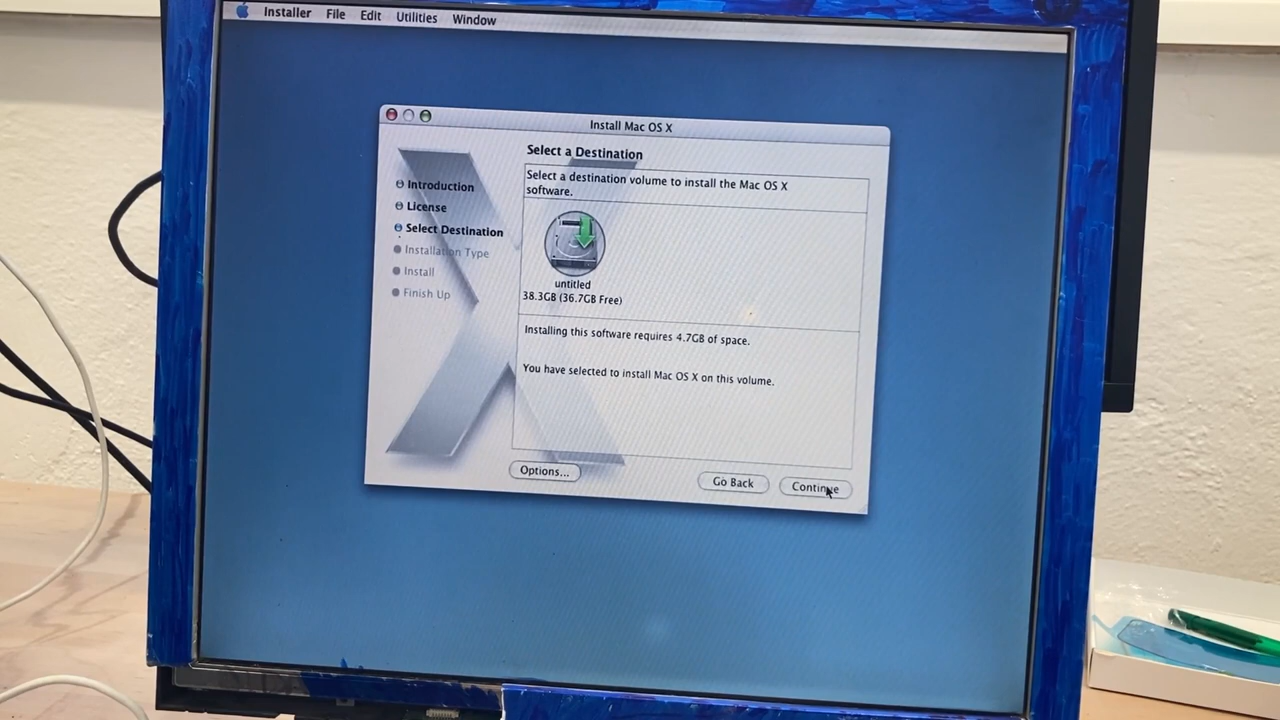 Installer File Edit Utilities Window
Install Mac OS X
Select a Destination
Introduction
License
Select Destination
Installation Type
Install
Finish Up
Select a destination volume to install the Mac OS X
software.
untitled
38.3GB (36.7GB Free)
Installing this software requires 4.7GB of space.
You have selected to install Mac OS X on this volume.
Options... Go Back Continue